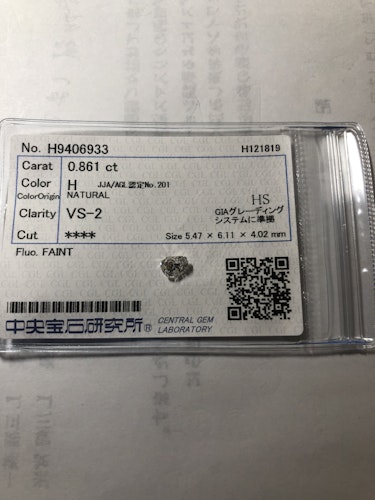 No. H9406933 H121819
Carat 0.861 ct
Color H JJA/AGL認定No.201
ColorOrigin NATURAL
HS
Clarity VS-2 GIAグレーディング
システムに準拠
Cut **** Size 5.47 × 6.11 × 4.02 mm
Fluo. FAINT
中央宝石研究所® CENTRAL GEM
LABORATORY